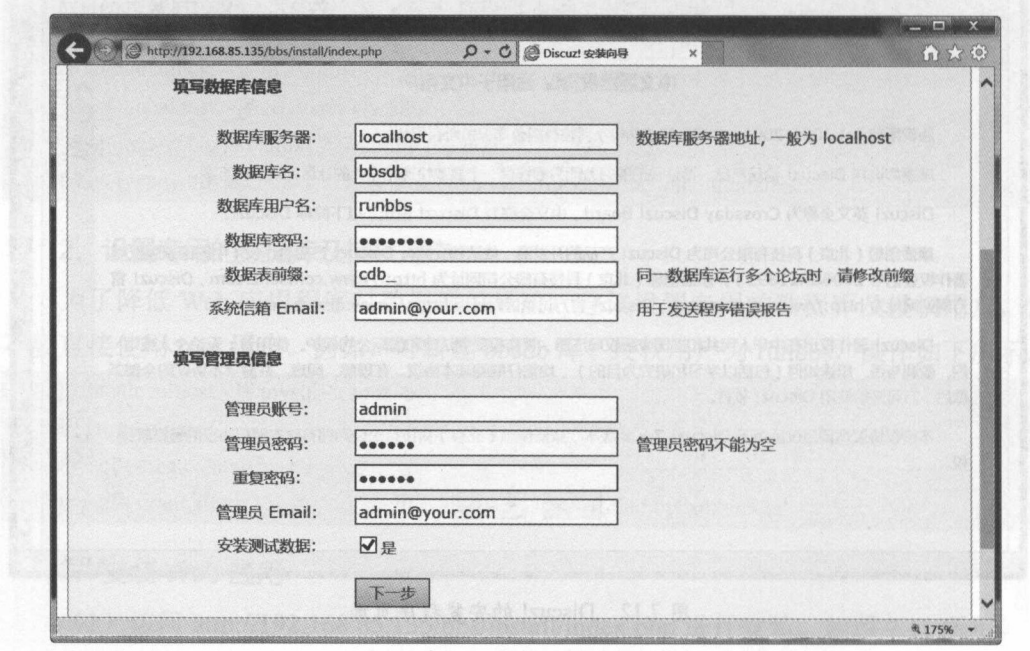 http://192.168.85.135/bbs/install/index.php
Discuz! 安装向导
填写数据库信息
数据库服务器: localhost 数据库服务器地址, 一般为 localhost
数据库名: bbsdb
数据库用户名: runbbs
数据库密码: ●●●●●●●●
数据表前缀: cdb_ 同一数据库运行多个论坛时, 请修改前缀
系统信箱 Email: admin@your.com 用于发送程序错误报告
填写管理员信息
管理员账号: admin
管理员密码: ●●●●●● 管理员密码不能为空
重复密码: ●●●●●●
管理员 Email: admin@your.com
安装测试数据: 是
下一步
175%